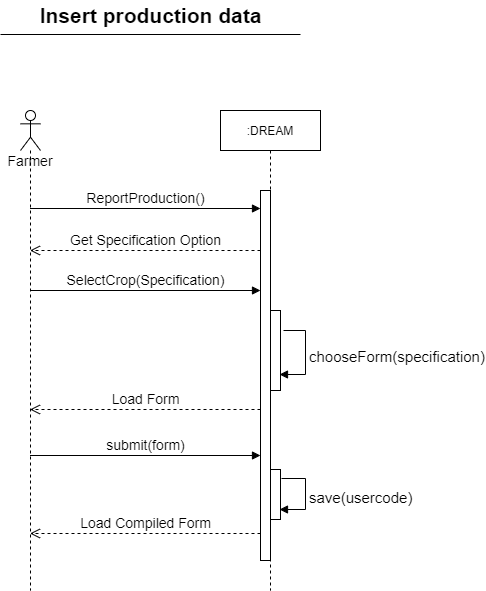 Insert production data
:DREAM
Farmer
ReportProduction()
Get Specification Option
SelectCrop(Specification)
chooseForm(specification)
Load Form
submit(form)
save(usercode)
Load Compiled Form